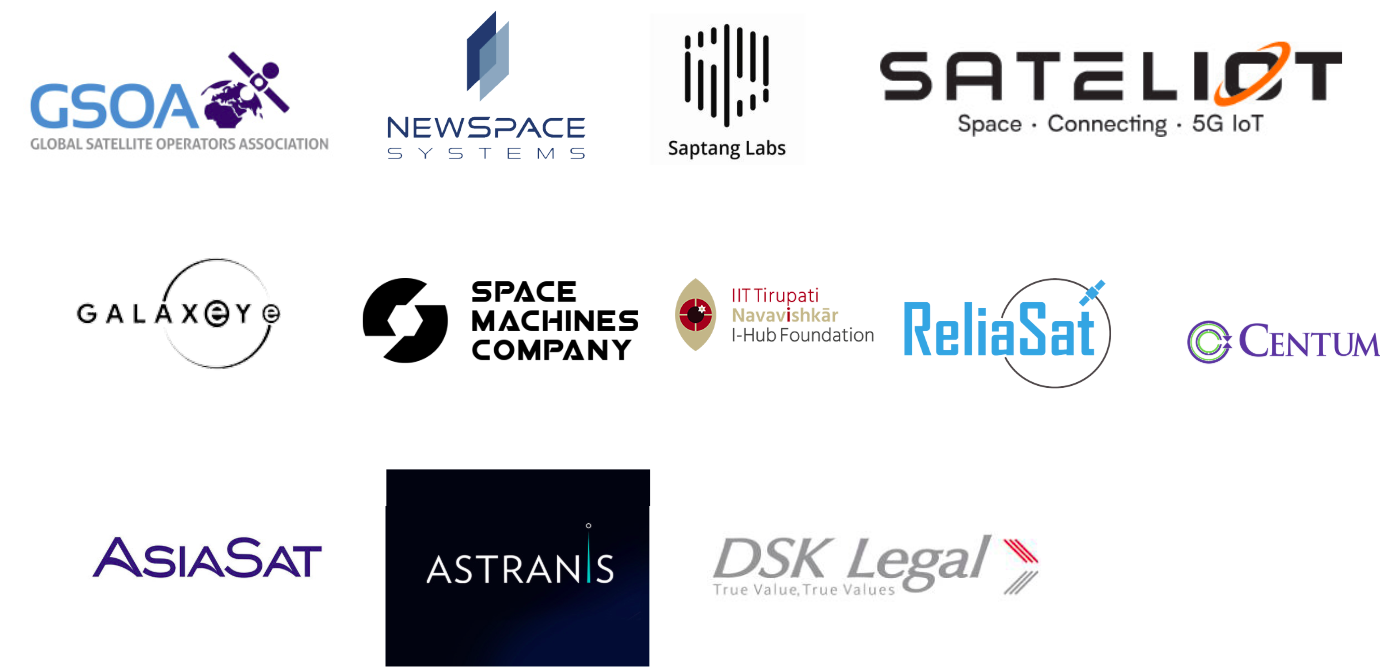 GSOA
GLOBAL SATELLITE OPERATORS ASSOCIATION
NEWSPACE
SYSTEMS
Saptang Labs
SATELIOT
Space · Connecting · 5G IoT
GALAXeYe
SPACE
MACHINES
COMPANY
IIT Tirupati
Navavishkār
I-Hub Foundation
ReliaSat
CENTUM
ASIASAT
ASTRANIS
DSK Legal
True Value, True Values